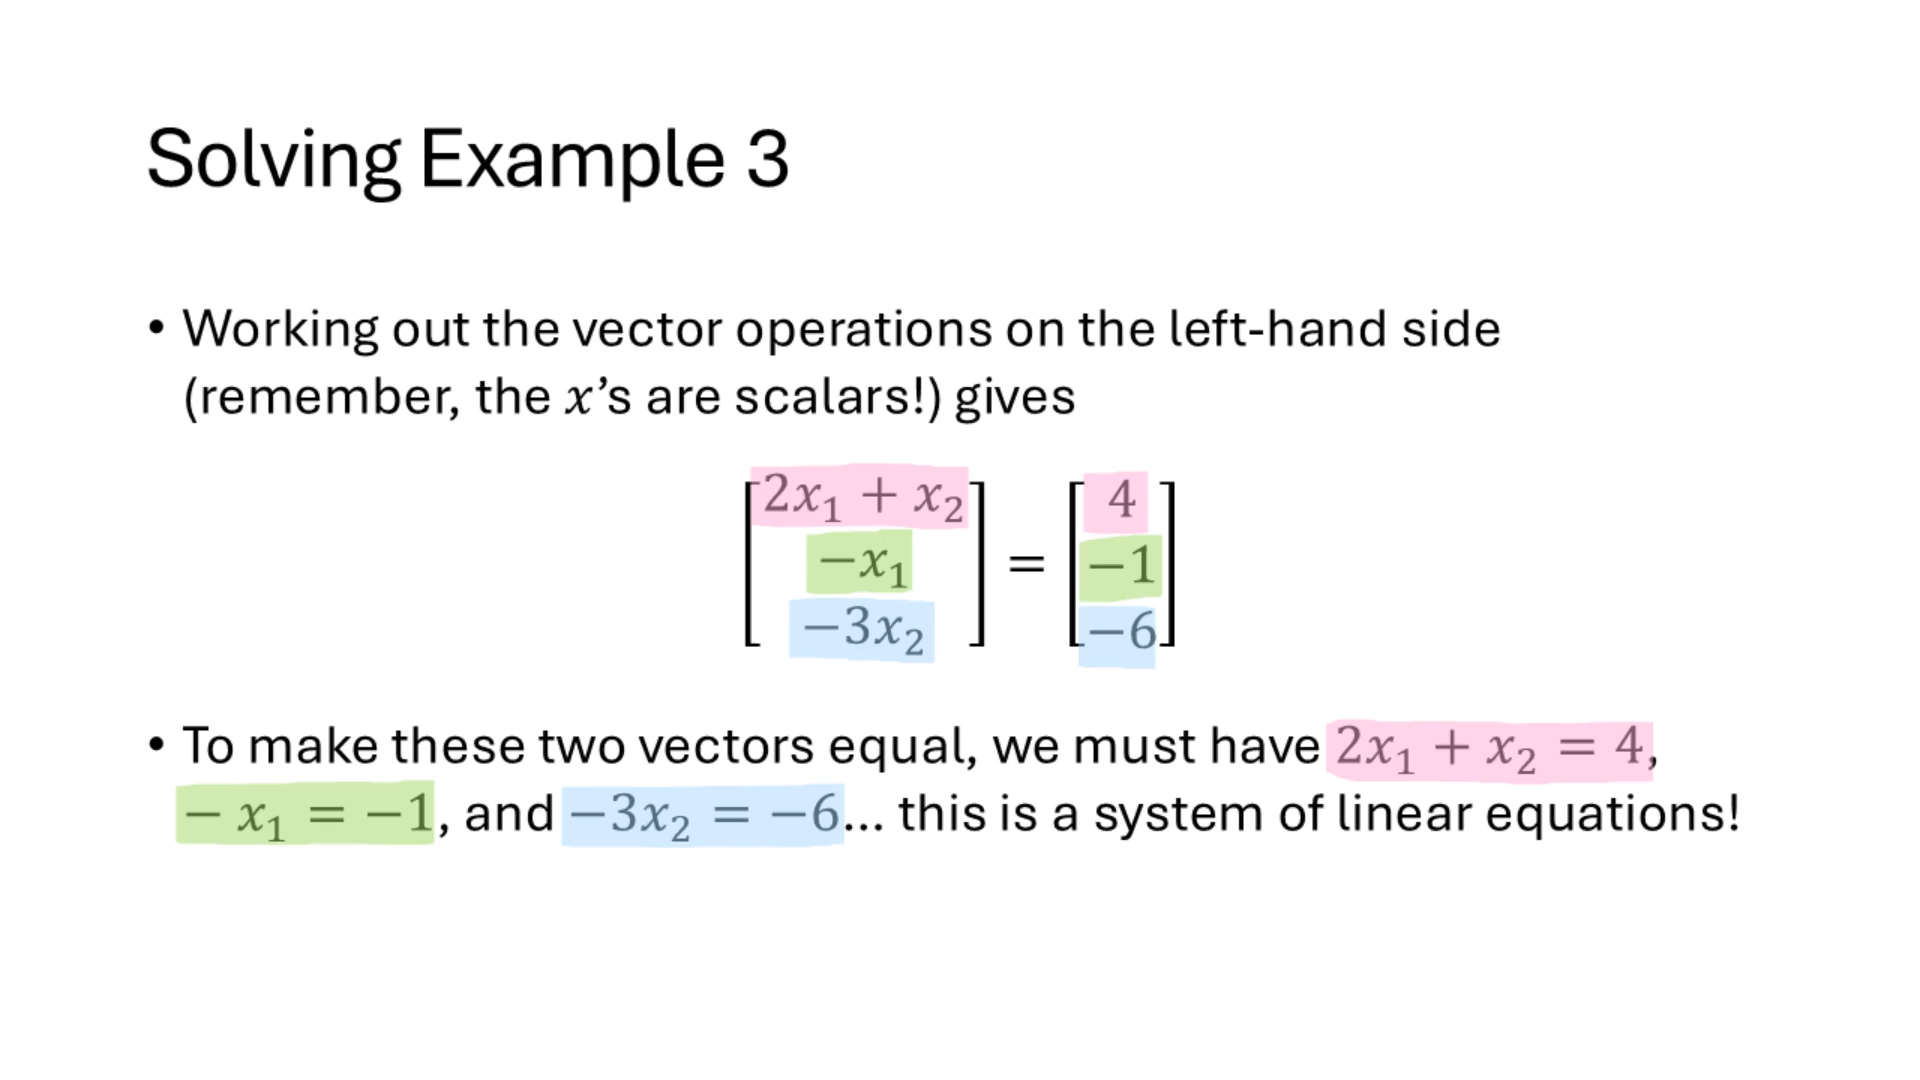 Solving Example 3
• Working out the vector operations on the left-hand side
(remember, the 𝑥’s are scalars!) gives
[2𝑥₁ + 𝑥₂] [4]
[−𝑥₁] = [−1]
[−3𝑥₂] [−6]
• To make these two vectors equal, we must have 2𝑥₁ + 𝑥₂ = 4,
− 𝑥₁ = −1, and −3𝑥₂ = −6… this is a system of linear equations!